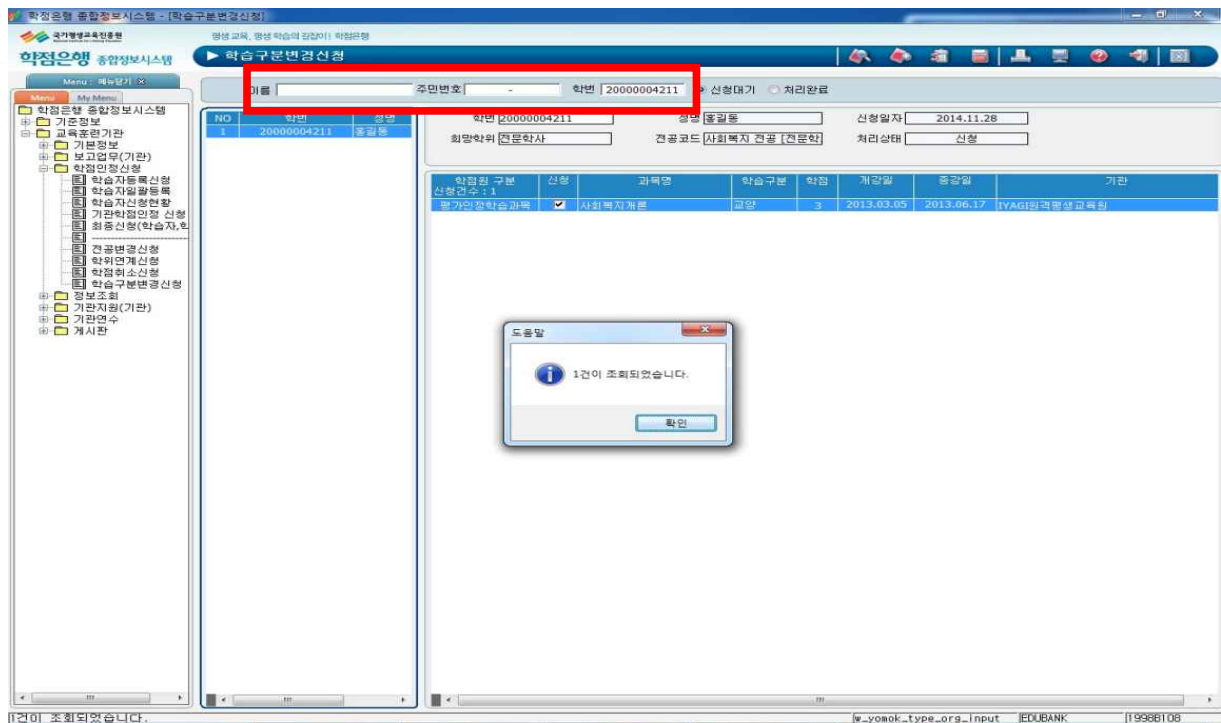 학점은행 종합정보시스템 - [학습구분변경신청]
국가평생교육진흥원
평생 교육, 평생 학습의 길잡이! 학점은행
학점은행 종합정보시스템
▶ 학습구분변경신청
Menu : 메뉴닫기
Menu My Menu
이름 주민번호 - 학번 20000004211 신청대기 처리완료
학점은행 종합정보시스템
기준정보
교육훈련기관
기본정보
보고업무(기관)
학점인정신청
학습자등록신청
학습자일괄등록
학습자신청현황
기관학점인정 신청
최종신청(학습자,학
--------------------
전공변경신청
학위연계신청
학점취소신청
학습구분변경신청
정보조회
기관지원(기관)
기관연수
게시판
NO 학번 성명
1 20000004211 홍길동
학번 20000004211 성명 홍길동 신청일자 2014.11.28
희망학위 전문학사 전공코드 사회복지 전공 [전문학] 처리상태 신청
학점원 구분 신청 과목명 학습구분 학점 개강일 종강일 기관
신청건수 : 1
평가인정학습과목 사회복지개론 교양 3 2013.03.05 2013.06.17 IYAGI원격평생교육원
도움말
1건이 조회되었습니다.
확인
1건이 조회되었습니다. w_yomok_type_org_input EDUBANK 19988108